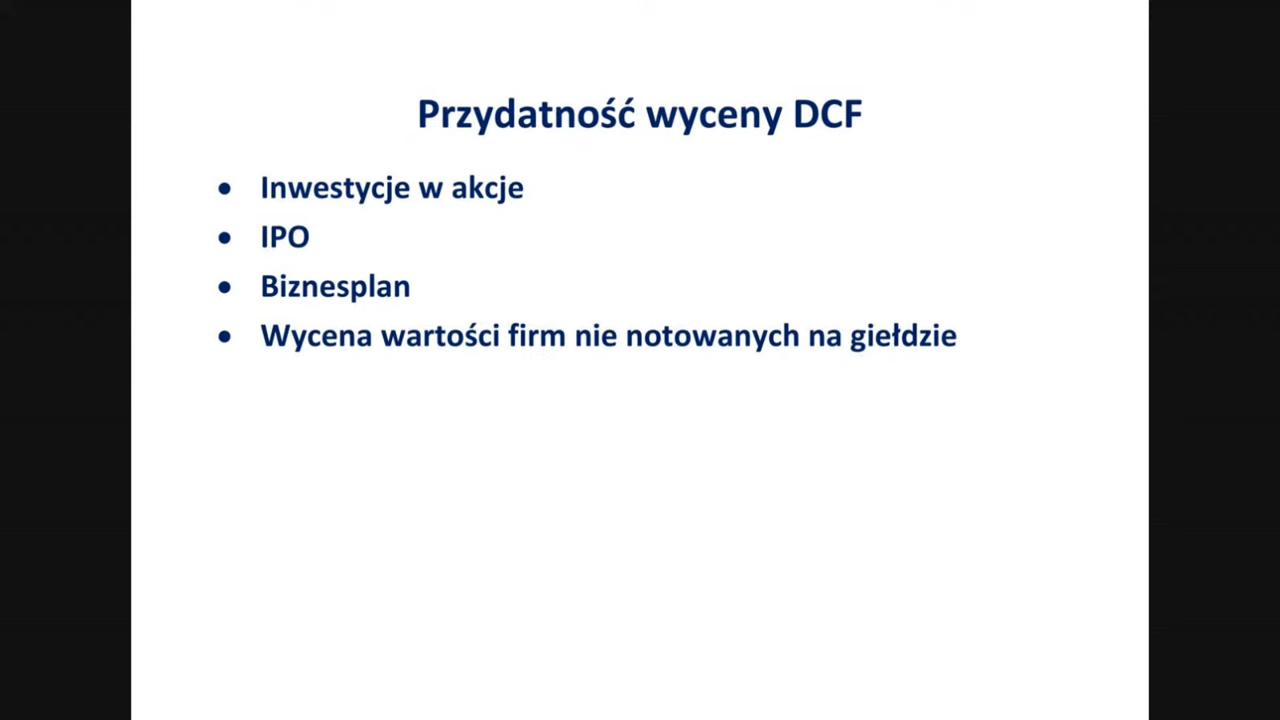 Przydatność wyceny DCF
• Inwestycje w akcje
• IPO
• Biznesplan
• Wycena wartości firm nie notowanych na giełdzie